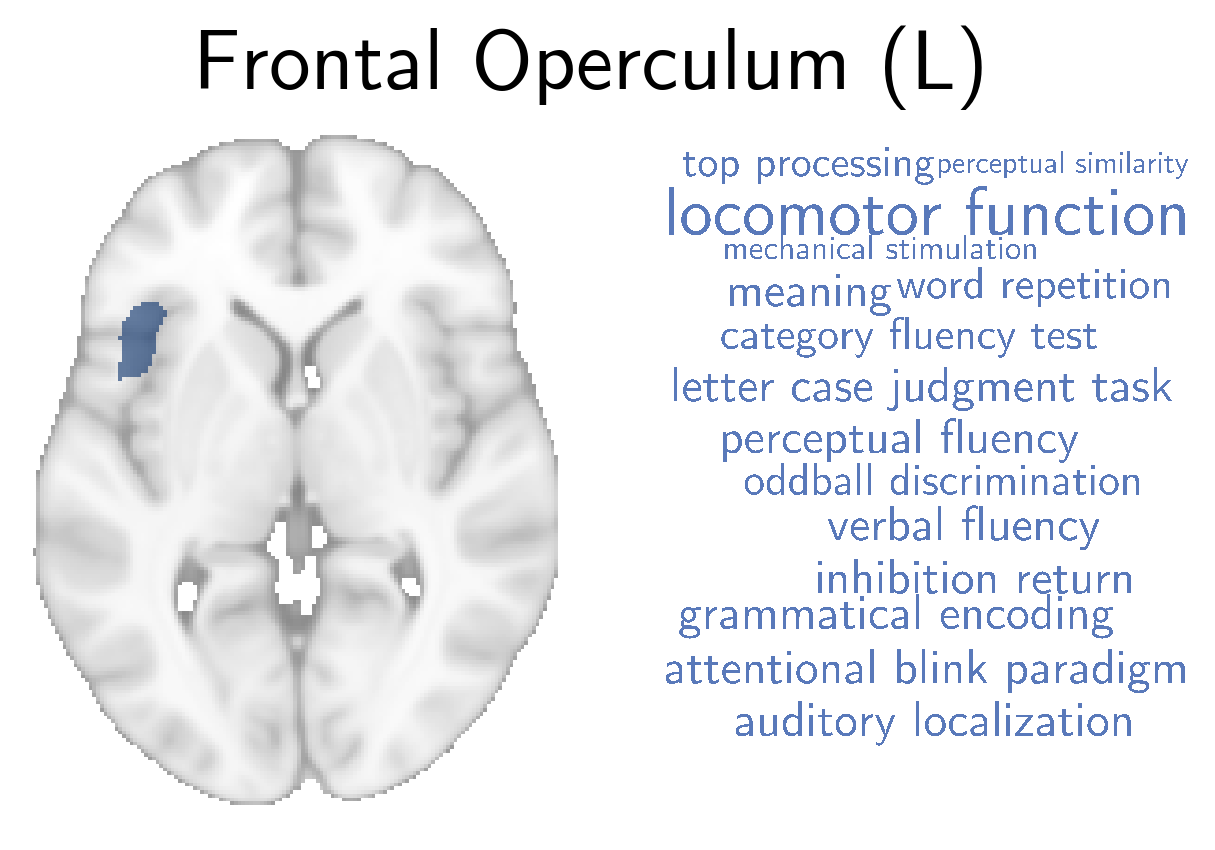 Frontal Operculum (L)
top processing perceptual similarity
locomotor function
mechanical stimulation
meaning word repetition
category fluency test
letter case judgment task
perceptual fluency
oddball discrimination
verbal fluency
inhibition return
grammatical encoding
attentional blink paradigm
auditory localization